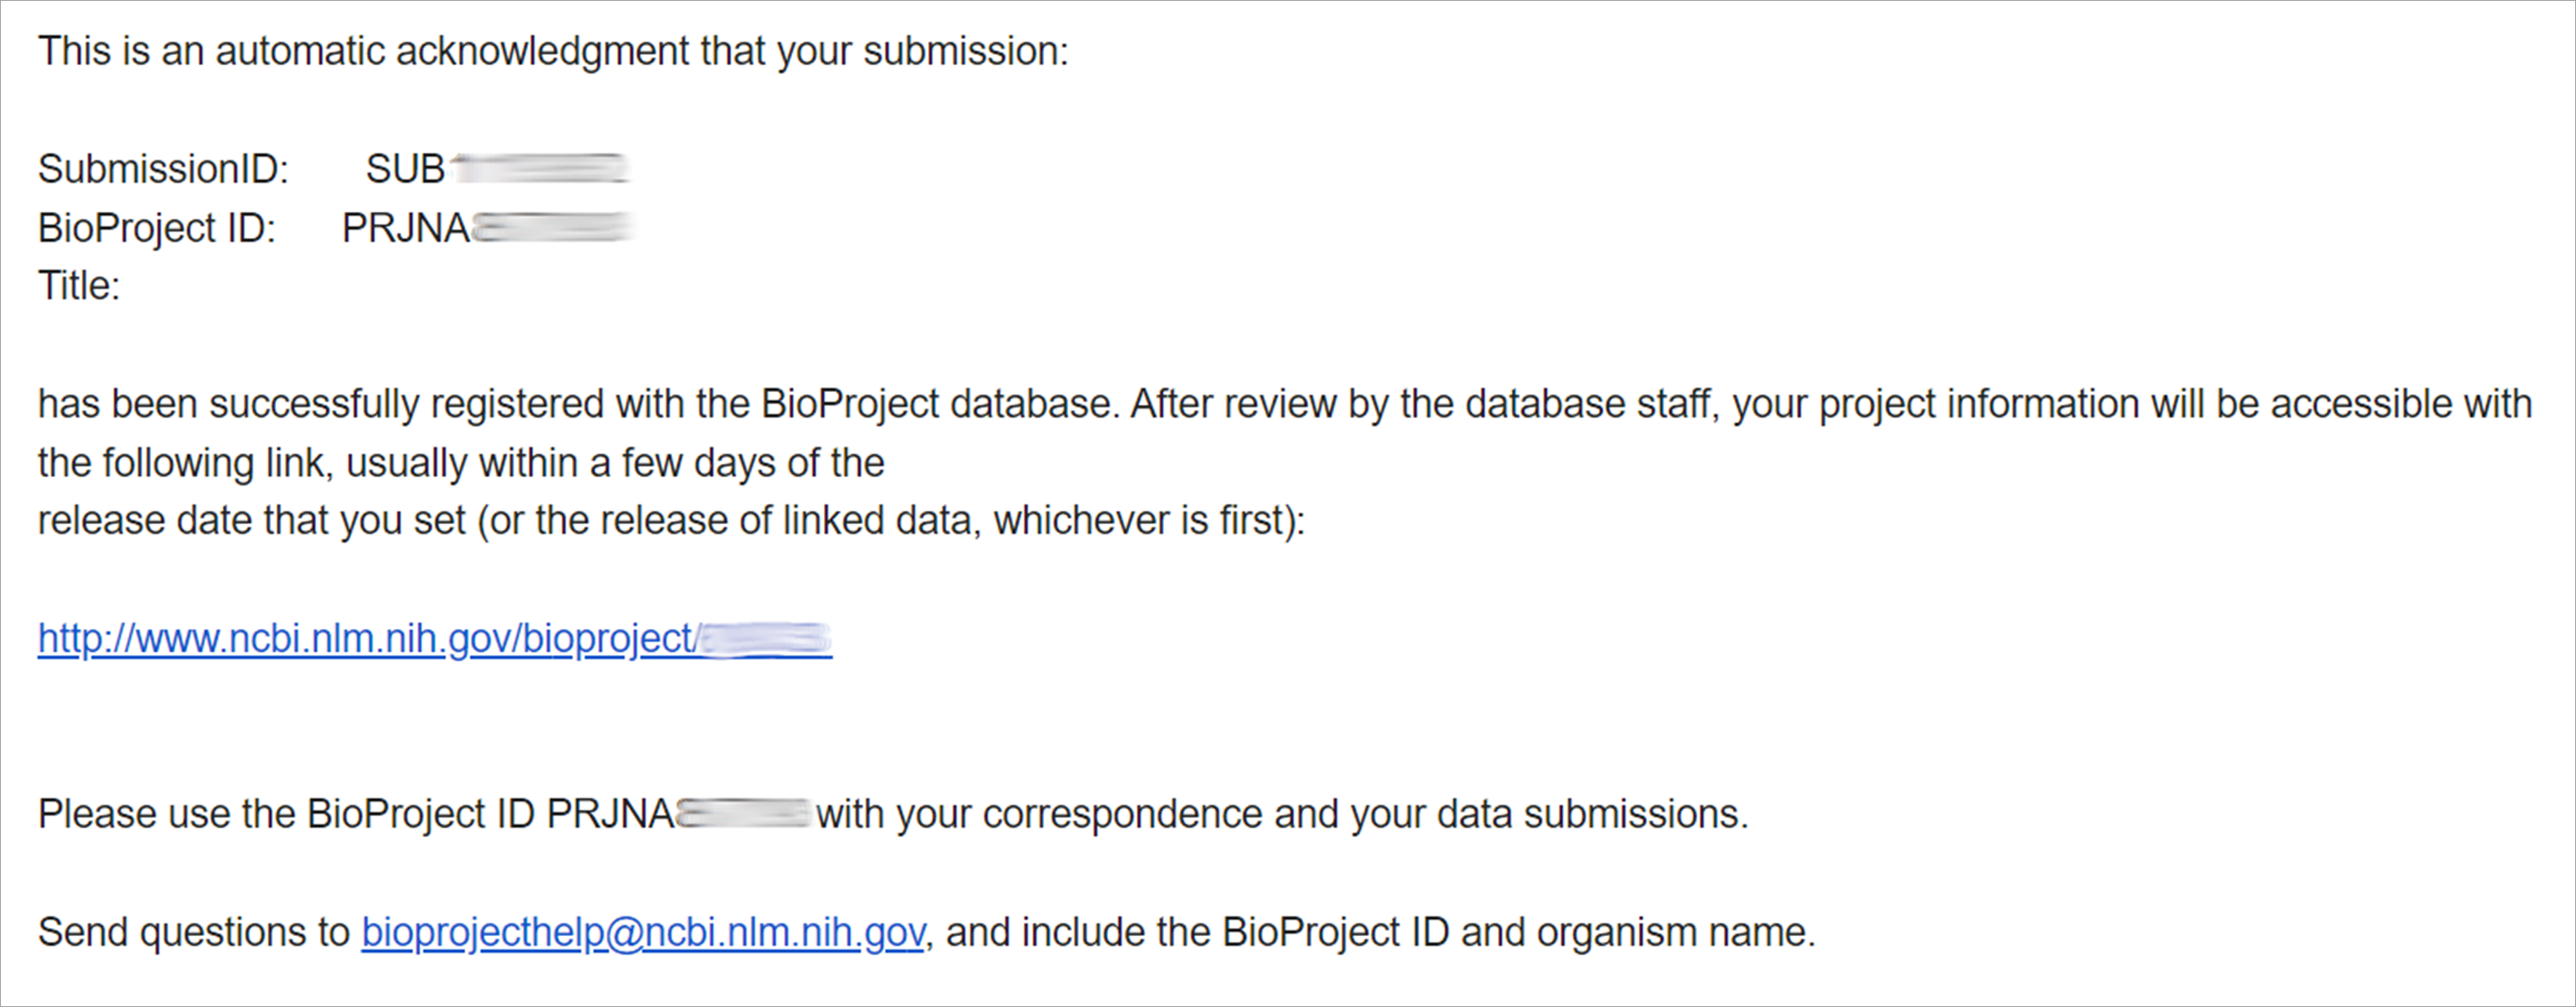 This is an automatic acknowledgment that your submission:
SubmissionID: SUB
BioProject ID: PRJNA
Title:
has been successfully registered with the BioProject database. After review by the database staff, your project information will be accessible with
the following link, usually within a few days of the
release date that you set (or the release of linked data, whichever is first):
http://www.ncbi.nlm.nih.gov/bioproject/
Please use the BioProject ID PRJNA with your correspondence and your data submissions.
Send questions to bioprojecthelp@ncbi.nlm.nih.gov, and include the BioProject ID and organism name.